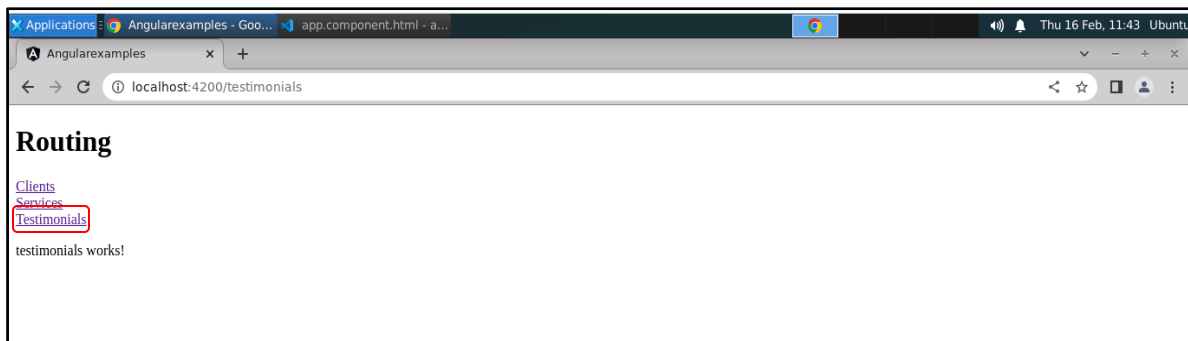 Applications Angularexamples - Goo... app.component.html - a... Thu 16 Feb, 11:43 Ubuntu
Angularexamples
localhost:4200/testimonials
Routing
Clients
Services
Testimonials
testimonials works!